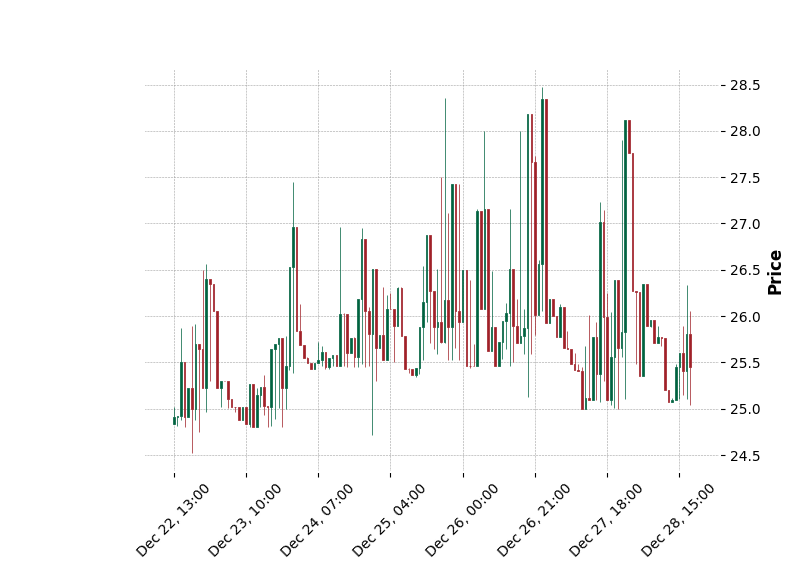 28.5
28.0
27.5
27.0
26.5
26.0
25.5
25.0
24.5
Price
Dec 22, 13:00
Dec 23, 10:00
Dec 24, 07:00
Dec 25, 04:00
Dec 26, 00:00
Dec 26, 21:00
Dec 27, 18:00
Dec 28, 15:00